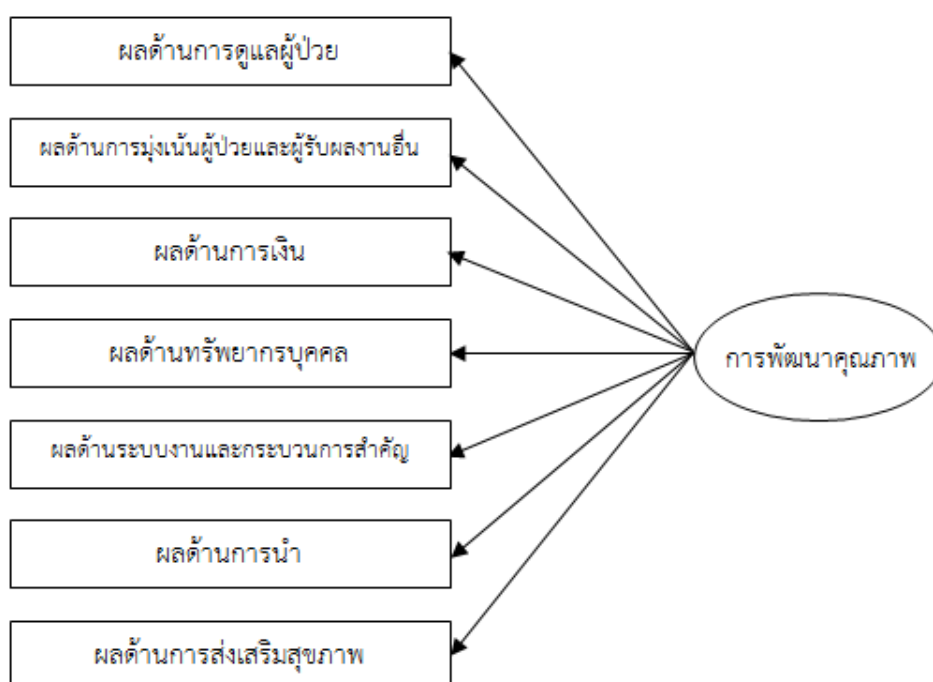 ผลด้านการดูแลผู้ป่วย
ผลด้านการมุ่งเน้นผู้ป่วยและผู้รับผลงานอื่น
ผลด้านการเงิน
ผลด้านทรัพยากรบุคคล
การพัฒนาคุณภาพ
ผลด้านระบบงานและกระบวนการสำคัญ
ผลด้านการนำ
ผลด้านการส่งเสริมสุขภาพ